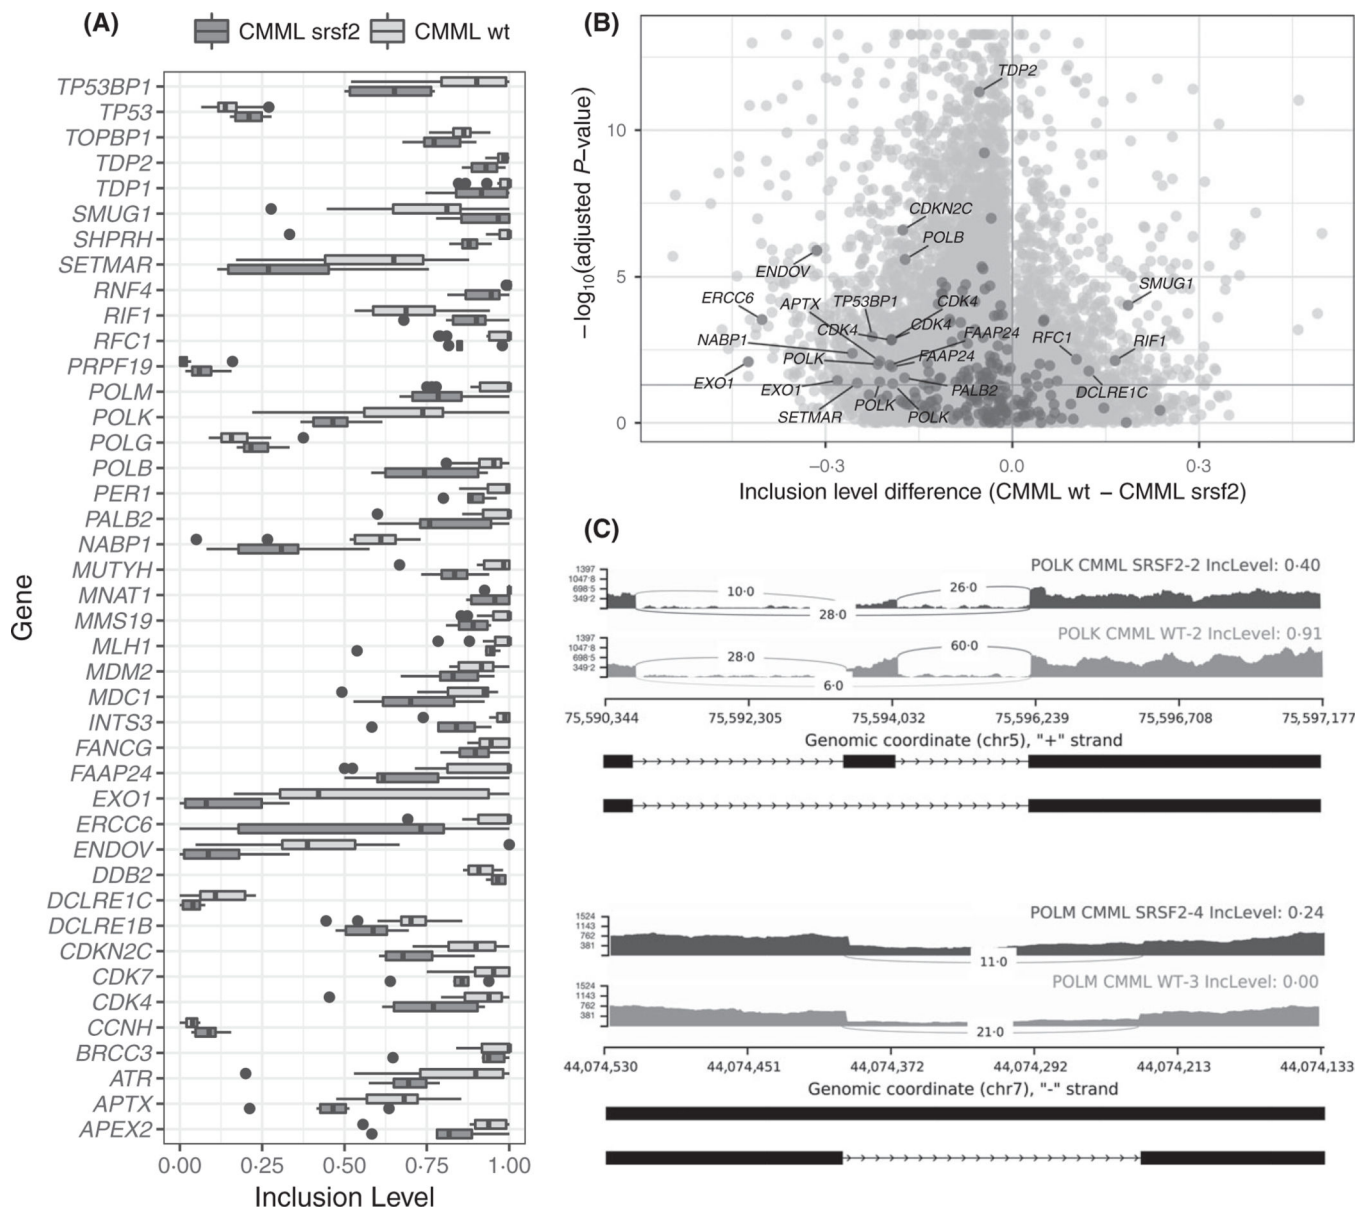 (A)
CMML srsf2 CMML wt
TP53BP1
TP53
TOPBP1
TDP2
TDP1
SMUG1
SHPRH
SETMAR
RNF4
RIF1
RFC1
PRPF19
POLM
POLK
POLG
POLB
PER1
PALB2
NABP1
MUTYH
MNAT1
MMS19
MLH1
MDM2
MDC1
INTS3
FANCG
FAAP24
EXO1
ERCC6
ENDOV
DDB2
DCLRE1C
DCLRE1B
CDKN2C
CDK7
CDK4
CCNH
BRCC3
ATR
APTX
APEX2
Gene
0·00 0·25 0·50 0·75 1·00
Inclusion Level
(B)
−log10(adjusted P−value)
10
5
0
TDP2
CDKN2C
POLB
ENDOV
SMUG1
ERCC6
APTX
TP53BP1
CDK4
CDK4
CDK4
FAAP24
RFC1
RIF1
NABP1
POLK
FAAP24
EXO1
EXO1
PALB2
DCLRE1C
SETMAR
POLK
POLK
−0·3 0.0 0.3
Inclusion level difference (CMML wt − CMML srsf2)
(C)
POLK CMML SRSF2-2 IncLevel: 0·40
1397
1047·8
698·5
349·2
10·0
26·0
28·0
POLK CMML WT-2 IncLevel: 0·91
1397
1047·8
698·5
349·2
28·0
60·0
6·0
75,590,344 75,592,305 75,594,032 75,596,239 75,596,708 75,597,177
Genomic coordinate (chr5), "+" strand
POLM CMML SRSF2-4 IncLevel: 0·24
1524
1143
762
381
11·0
POLM CMML WT-3 IncLevel: 0·00
1524
1143
762
381
21·0
44,074,530 44,074,451 44,074,372 44,074,292 44,074,213 44,074,133
Genomic coordinate (chr7), "-" strand